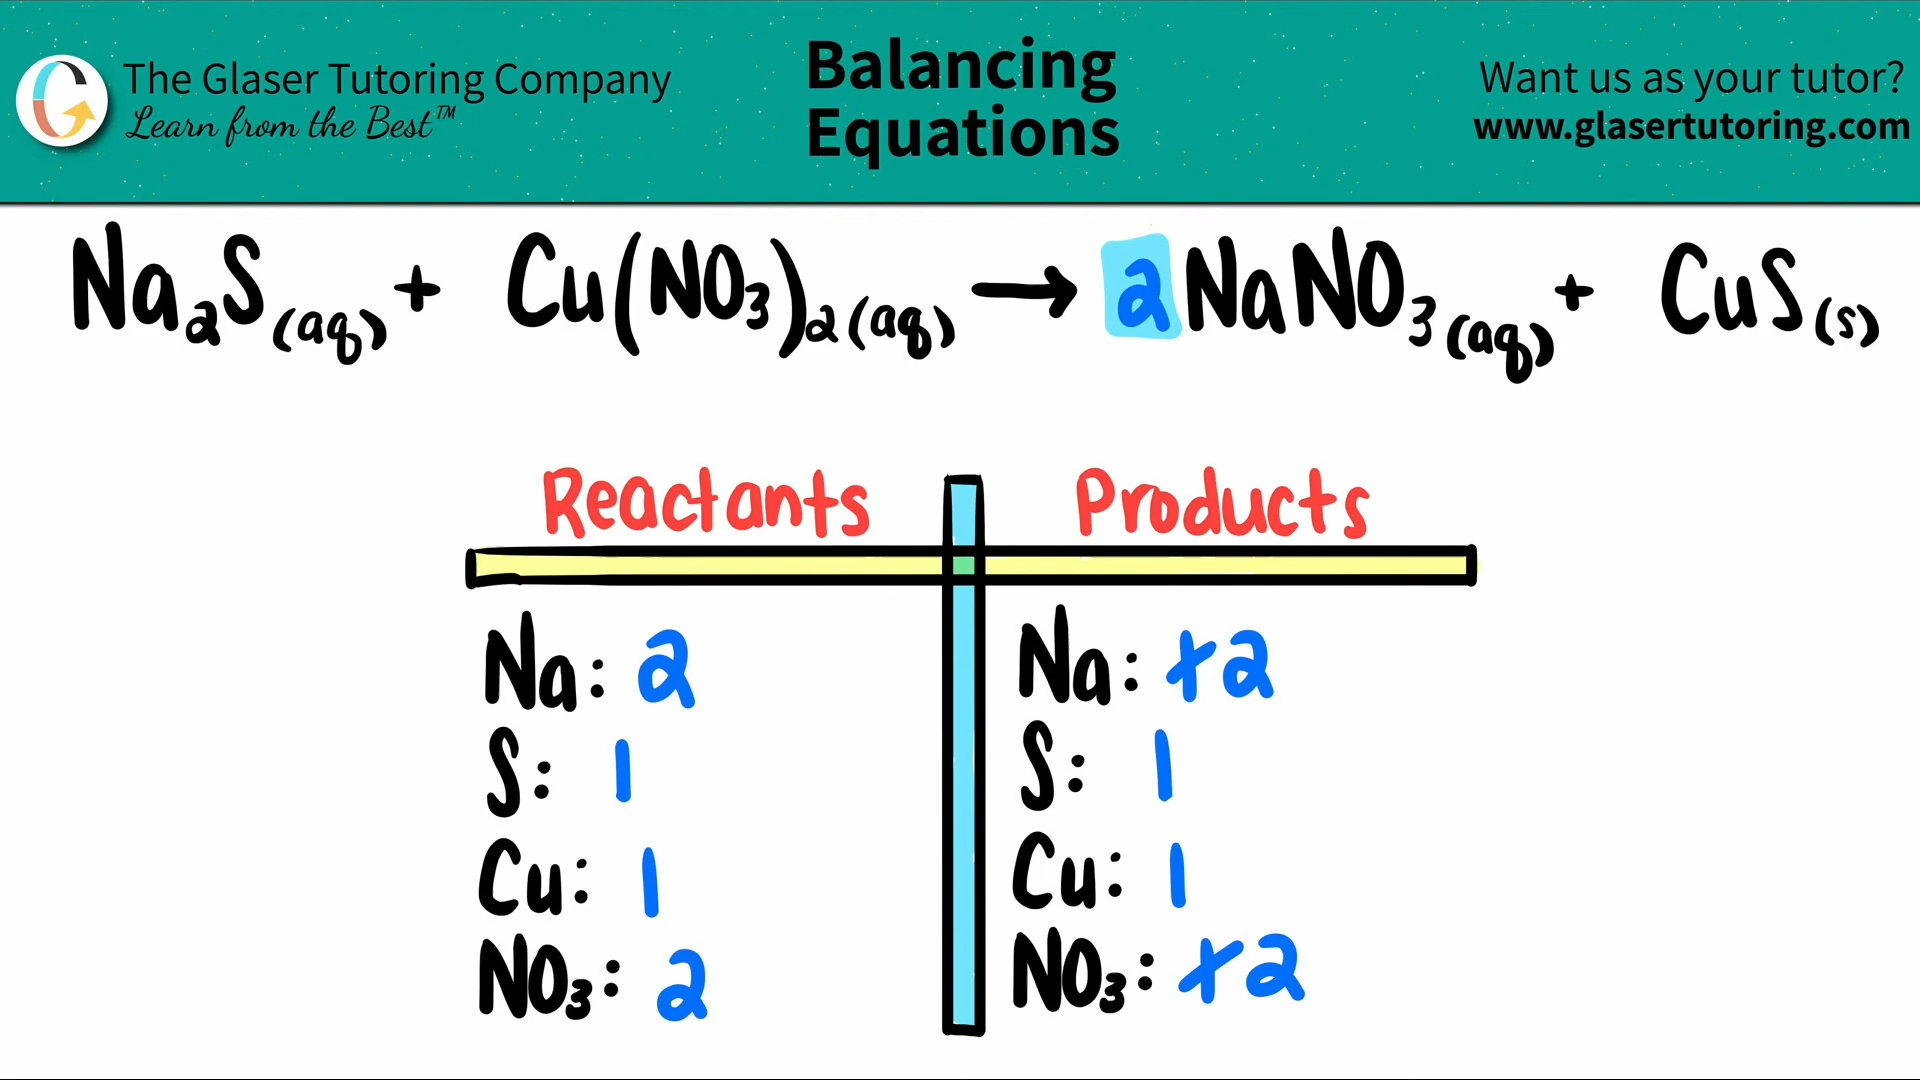 The Glaser Tutoring Company
Learn from the Best™
Balancing
Equations
Want us as your tutor?
www.glasertutoring.com
Na₂S(aq) + Cu(NO₃)₂(aq) → 2NaNO₃(aq) + CuS(s)
Reactants Products
Na: 2 Na: 1 2
S: 1 S: 1
Cu: 1 Cu: 1
NO₃: 2 NO₃: 1 2